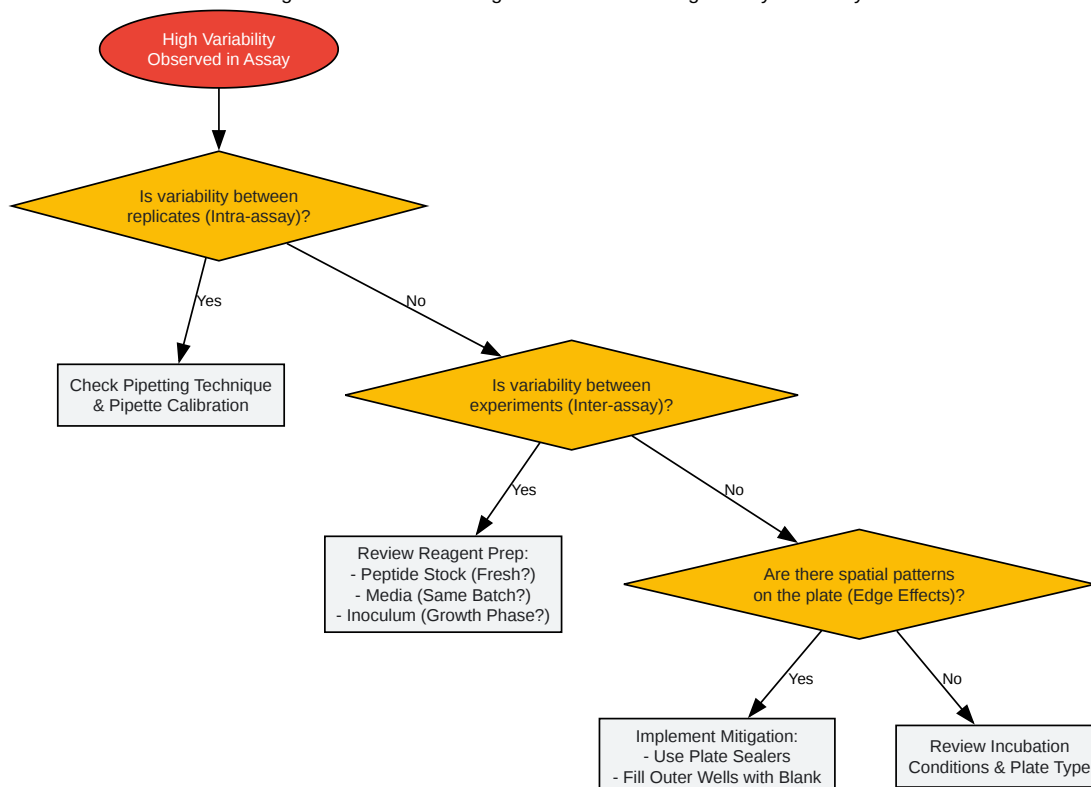 High Variability
Observed in Assay
Is variability between
replicates (Intra-assay)?
Yes
No
Check Pipetting Technique
& Pipette Calibration
Is variability between
experiments (Inter-assay)?
Yes
No
Review Reagent Prep:
- Peptide Stock (Fresh?)
- Media (Same Batch?)
- Inoculum (Growth Phase?)
Are there spatial patterns
on the plate (Edge Effects)?
Yes
No
Implement Mitigation:
- Use Plate Sealers
- Fill Outer Wells with Blank
Review Incubation
Conditions & Plate Type